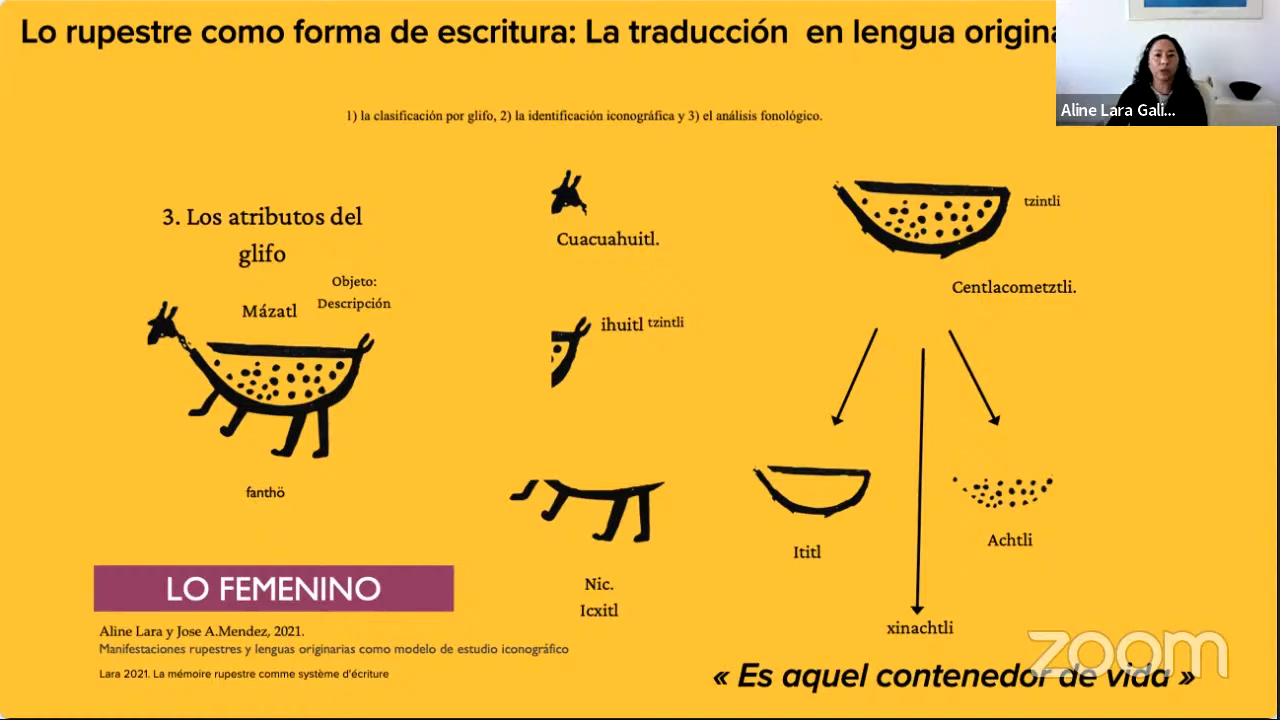 Lo rupestre como forma de escritura: La traducción en lengua origina
Aline Lara Gali...
1) la clasificación por glifo, 2) la identificación iconográfica y 3) el análisis fonológico.
3. Los atributos del
glifo
Objeto:
Descripción
Mázatl
fanthö
Cuacuahuitl.
ihuitl tzintli
Nic.
Icxitl
tzintli
Centlacometztli.
Ititl
Achtli
xinachtli
LO FEMENINO
Aline Lara y Jose A.Mendez, 2021.
Manifestaciones rupestres y lenguas originarias como modelo de estudio iconográfico
Lara 2021. La mémoire rupestre comme système d'écriture
« Es aquel contenedor de vida »
zoom